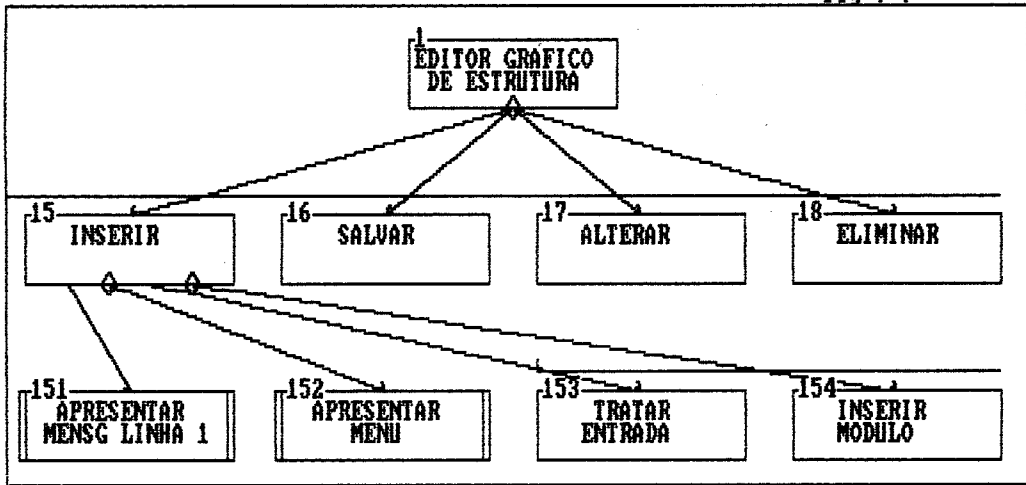 1
EDITOR GRAFICO
DE ESTRUTURA
15
INSERIR
16
SALVAR
17
ALTERAR
18
ELIMINAR
151
APRESENTAR
MENSG LINHA 1
152
APRESENTAR
MENU
153
TRATAR
ENTRADA
154
INSERIR
MODULO